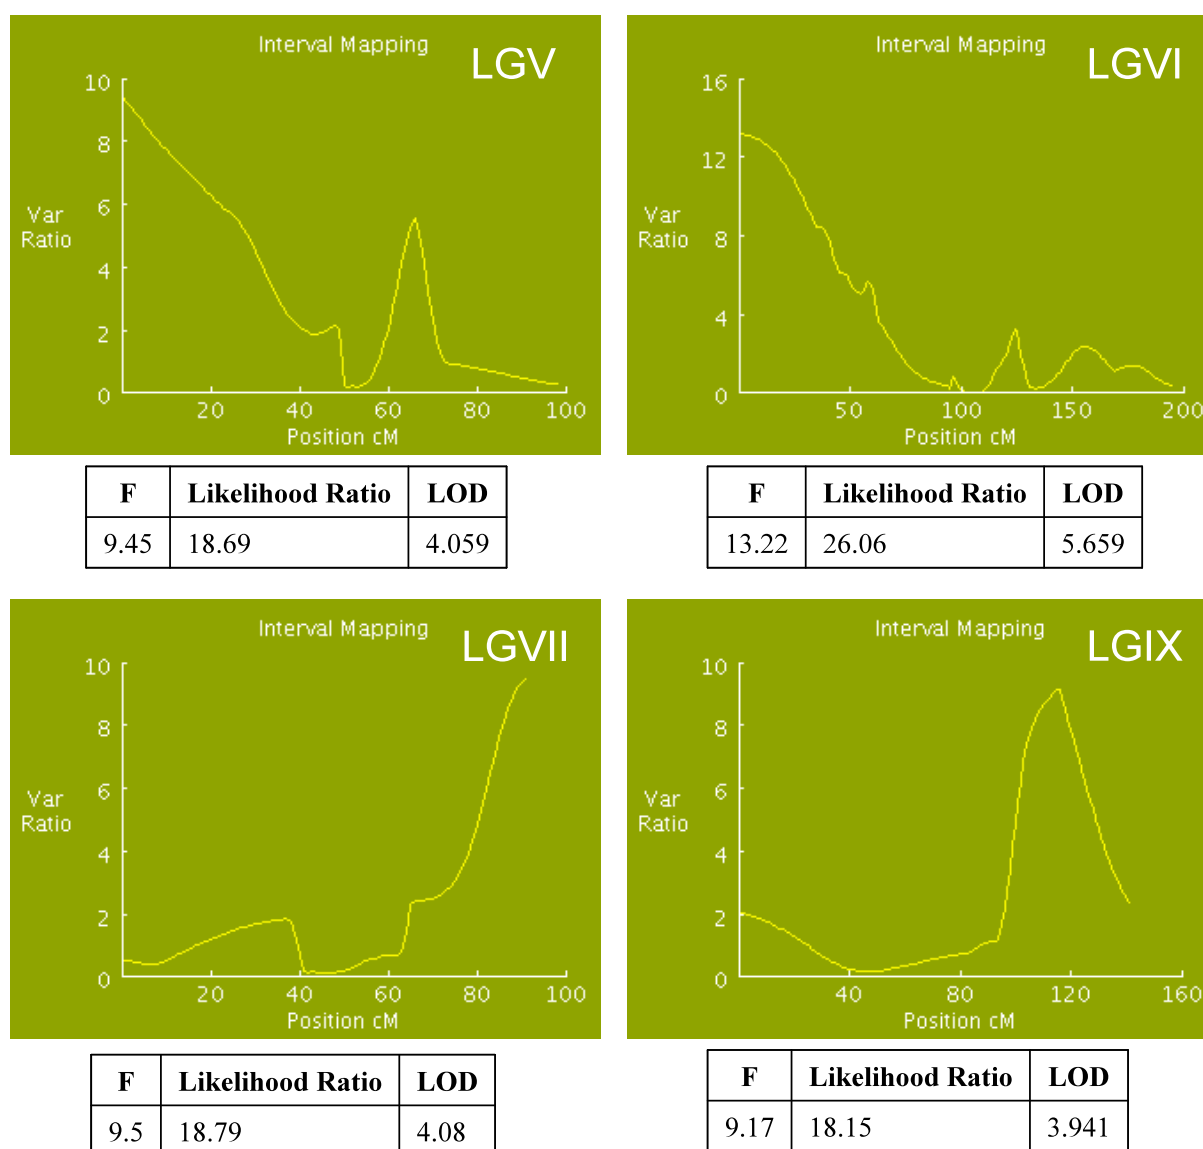 Interval Mapping
LGV
10
8
6
4
2
0
Var
Ratio
20 40 60 80 100
Position cM
F Likelihood Ratio LOD
9.45 18.69 4.059
Interval Mapping
LGVI
16
12
8
4
0
Var
Ratio
50 100 150 200
Position cM
F Likelihood Ratio LOD
13.22 26.06 5.659
Interval Mapping
LGVII
10
8
6
4
2
0
Var
Ratio
20 40 60 80 100
Position cM
F Likelihood Ratio LOD
9.5 18.79 4.08
Interval Mapping
LGIX
10
8
6
4
2
0
Var
Ratio
40 80 120 160
Position cM
F Likelihood Ratio LOD
9.17 18.15 3.941